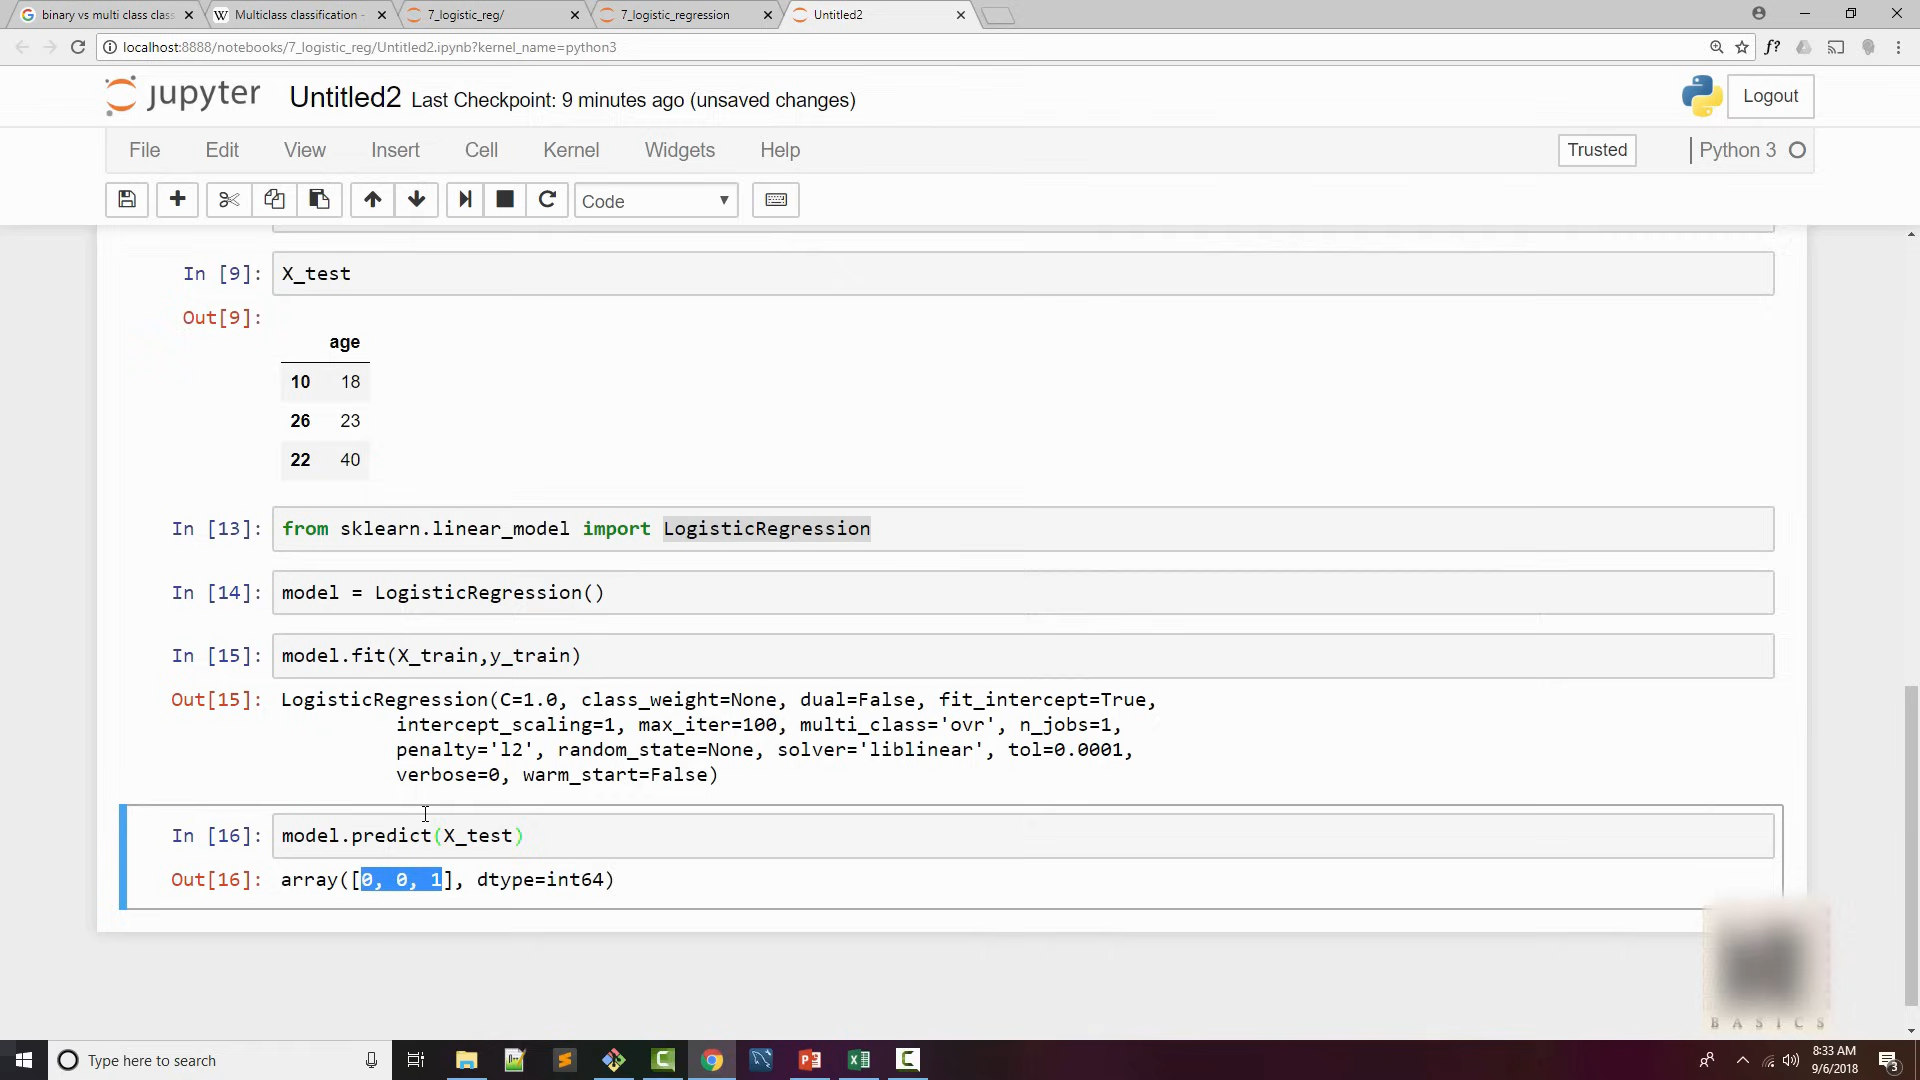 binary vs multi class class
Multiclass classification -
7_logistic_reg/
7_logistic_regression
Untitled2
localhost:8888/notebooks/7_logistic_reg/Untitled2.ipynb?kernel_name=python3
f?
jupyter Untitled2 Last Checkpoint: 9 minutes ago (unsaved changes)
Logout
File Edit View Insert Cell Kernel Widgets Help
Trusted
Python 3
Code
In [9]: X_test
Out[9]:
age
10 18
26 23
22 40
In [13]: from sklearn.linear_model import LogisticRegression
In [14]: model = LogisticRegression()
In [15]: model.fit(X_train,y_train)
Out[15]: LogisticRegression(C=1.0, class_weight=None, dual=False, fit_intercept=True,
intercept_scaling=1, max_iter=100, multi_class='ovr', n_jobs=1,
penalty='l2', random_state=None, solver='liblinear', tol=0.0001,
verbose=0, warm_start=False)
In [16]: model.predict(X_test)
Out[16]: array([0, 0, 1], dtype=int64)
BASICS
Type here to search
8:33 AM
9/6/2018
3